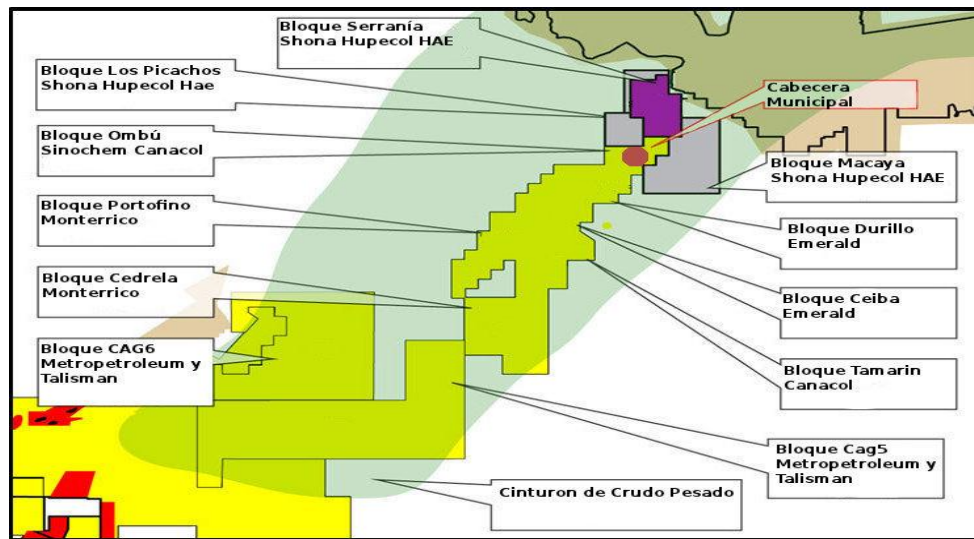 Bloque Serranía
Shona Hupecol HAE
Bloque Los Picachos
Shona Hupecol Hae
Cabecera
Municipal
Bloque Ombú
Sinochem Canacol
Bloque Macaya
Shona Hupecol HAE
Bloque Portofino
Monterrico
Bloque Durillo
Emerald
Bloque Cedrela
Monterrico
Bloque Ceiba
Emerald
Bloque CAG6
Metropetroleum y
Talisman
Bloque Tamarin
Canacol
Bloque Cag5
Metropetroleum y
Talisman
Cinturon de Crudo Pesado